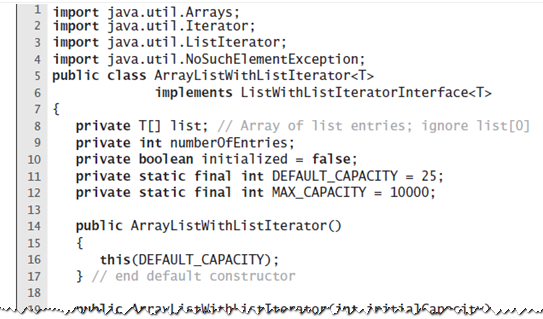 1 import java.util.Arrays;
2 import java.util.Iterator;
3 import java.util.ListIterator;
4 import java.util.NoSuchElementException;
5 public class ArrayListWithListIterator<T>
6 implements ListWithListIteratorInterface<T>
7 {
8 private T[] list; // Array of list entries; ignore list[0]
9 private int numberOfEntries;
10 private boolean initialized = false;
11 private static final int DEFAULT_CAPACITY = 25;
12 private static final int MAX_CAPACITY = 10000;
13
14 public ArrayListWithListIterator()
15 {
16 this(DEFAULT_CAPACITY);
17 } // end default constructor
18
19 public ArrayListWithListIterator(int initialCapacity)